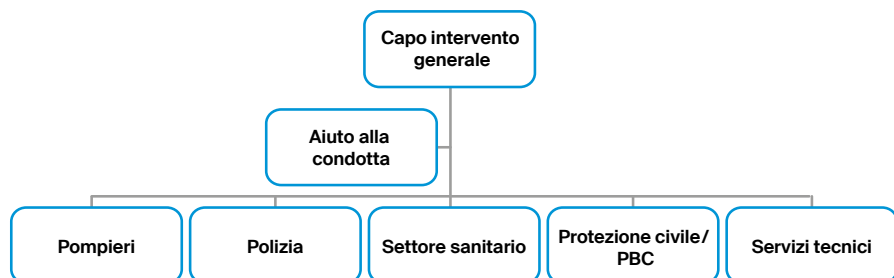 Capo intervento
generale
Aiuto alla
condotta
Pompieri
Polizia
Settore sanitario
Protezione civile/
PBC
Servizi tecnici